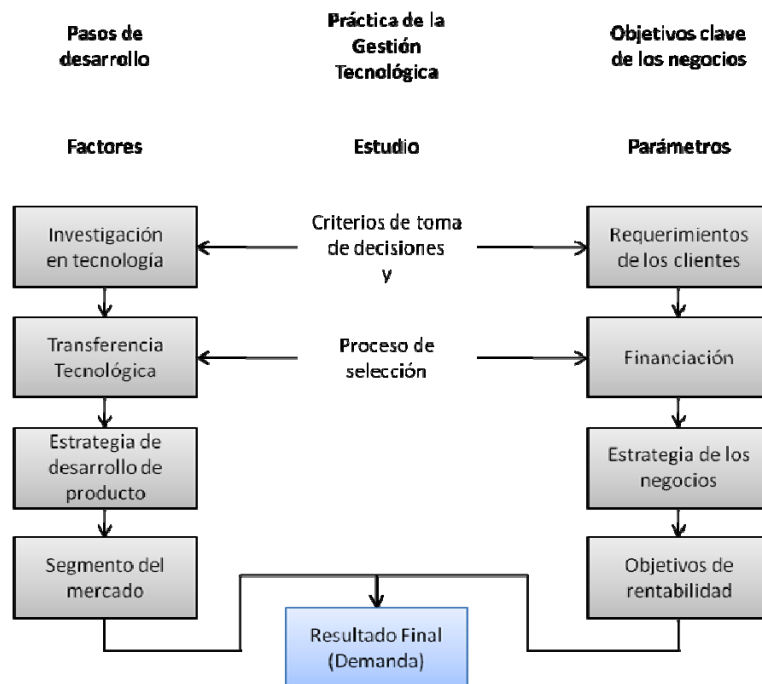 Pasos de
desarrollo
Práctica de la
Gestión
Tecnológica
Objetivos clave
de los negocios
Factores
Estudio
Parámetros
Investigación
en tecnología
Criterios de toma
de decisiones
y
Requerimientos
de los clientes
Transferencia
Tecnológica
Proceso de
selección
Financiación
Estrategia de
desarrollo de
producto
Estrategia de los
negocios
Segmento del
mercado
Objetivos de
rentabilidad
Resultado Final
(Demanda)